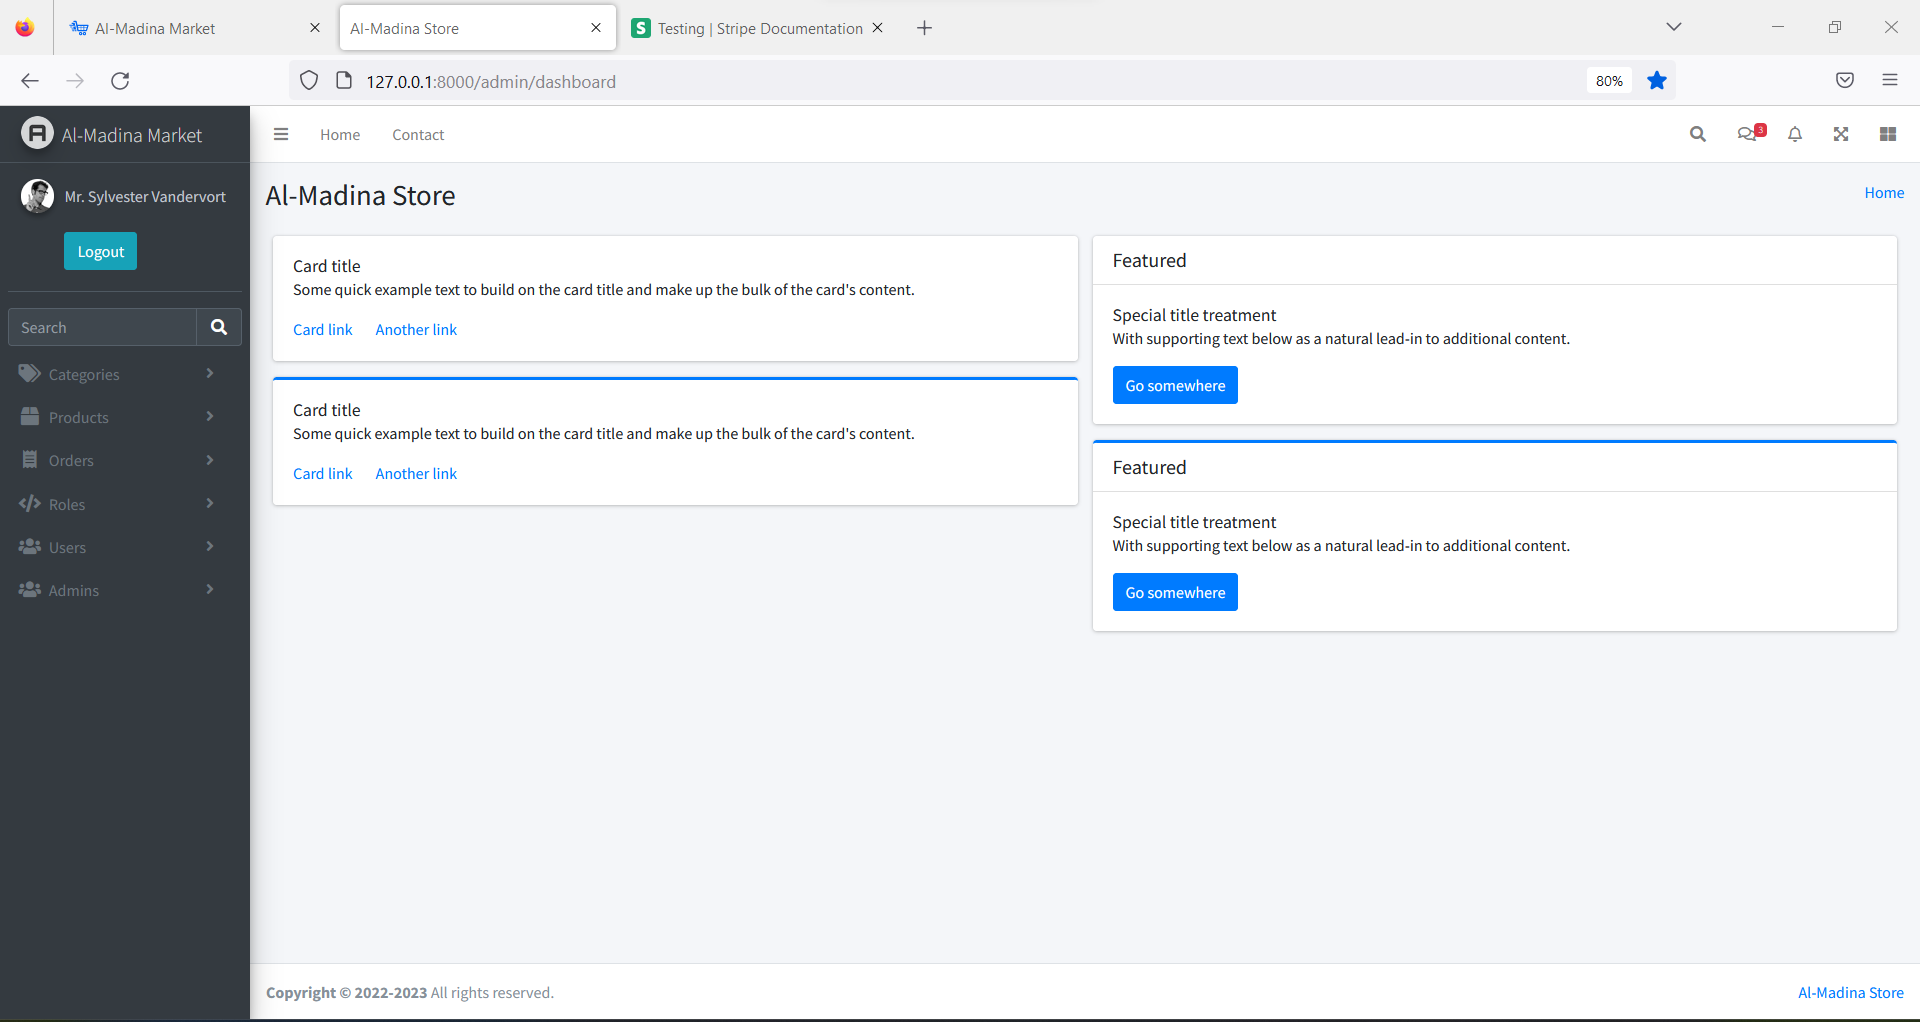 Al-Madina Market
Al-Madina Store
S Testing | Stripe Documentation
127.0.0.1:8000/admin/dashboard
80%
A Al-Madina Market
Home Contact
3
Mr. Sylvester Vandervort
Logout
Search
Categories
Products
Orders
Roles
Users
Admins
Al-Madina Store
Home
Card title
Some quick example text to build on the card title and make up the bulk of the card's content.
Card link Another link
Card title
Some quick example text to build on the card title and make up the bulk of the card's content.
Card link Another link
Featured
Special title treatment
With supporting text below as a natural lead-in to additional content.
Go somewhere
Featured
Special title treatment
With supporting text below as a natural lead-in to additional content.
Go somewhere
Copyright © 2022-2023 All rights reserved.
Al-Madina Store